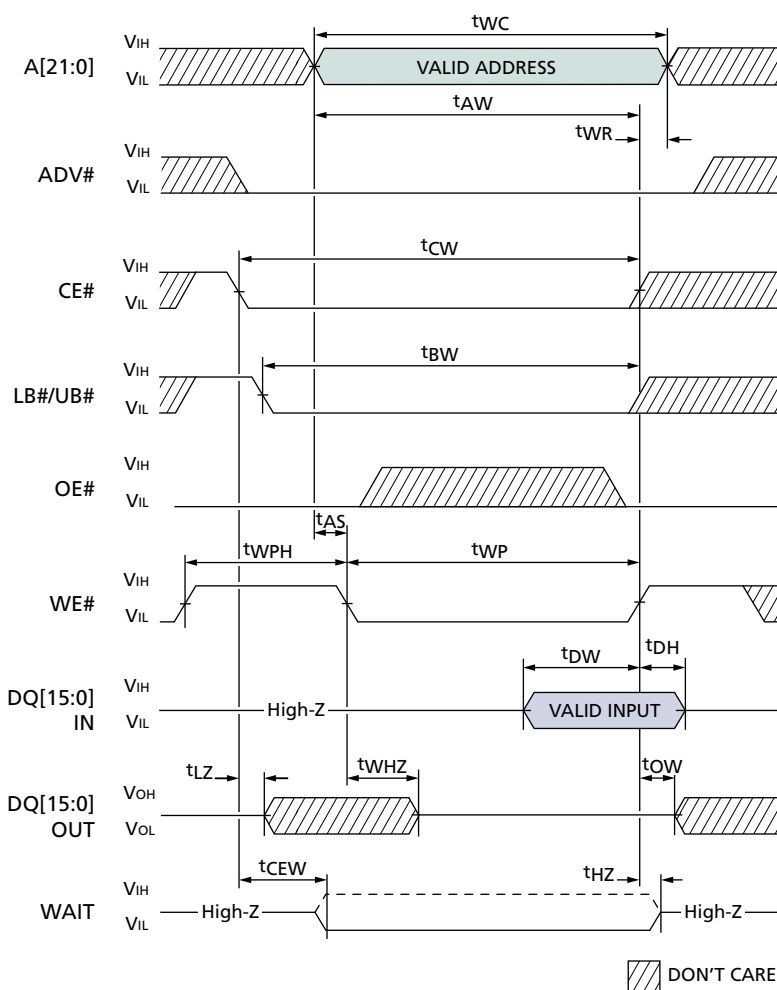 tWC
VIH
A[21:0]
VALID ADDRESS
VIL
tAW
tWR
VIH
ADV#
VIL
tCW
VIH
CE#
VIL
tBW
VIH
LB#/UB#
VIL
VIH
OE#
VIL
tAS
tWPH
tWP
VIH
WE#
VIL
tDW
tDH
DQ[15:0]
IN
VIH
VIL
High-Z
VALID INPUT
tLZ
tWHZ
tOW
DQ[15:0]
OUT
VOH
VOL
tCEW
tHZ
VIH
WAIT
VIL
High-Z
High-Z
DON'T CARE